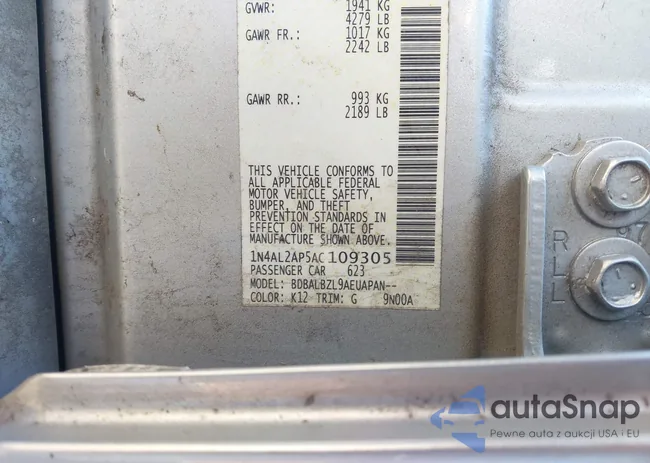 GVWR: 1941 KG
4279 LB
GAWR FR.: 1017 KG
2242 LB
GAWR RR.: 993 KG
2189 LB
THIS VEHICLE CONFORMS TO
ALL APPLICABLE FEDERAL
MOTOR VEHICLE SAFETY,
BUMPER, AND THEFT
PREVENTION STANDARDS IN
EFFECT ON THE DATE OF
MANUFACTURE SHOWN ABOVE.
1N4AL2AP5AC109305
PASSENGER CAR 623
MODEL: BDBALBZL9AEUAPAN--
COLOR: K12 TRIM: G 9N00A
R 97
L
L
autaSnap
Pewne auta z aukcji USA i EU